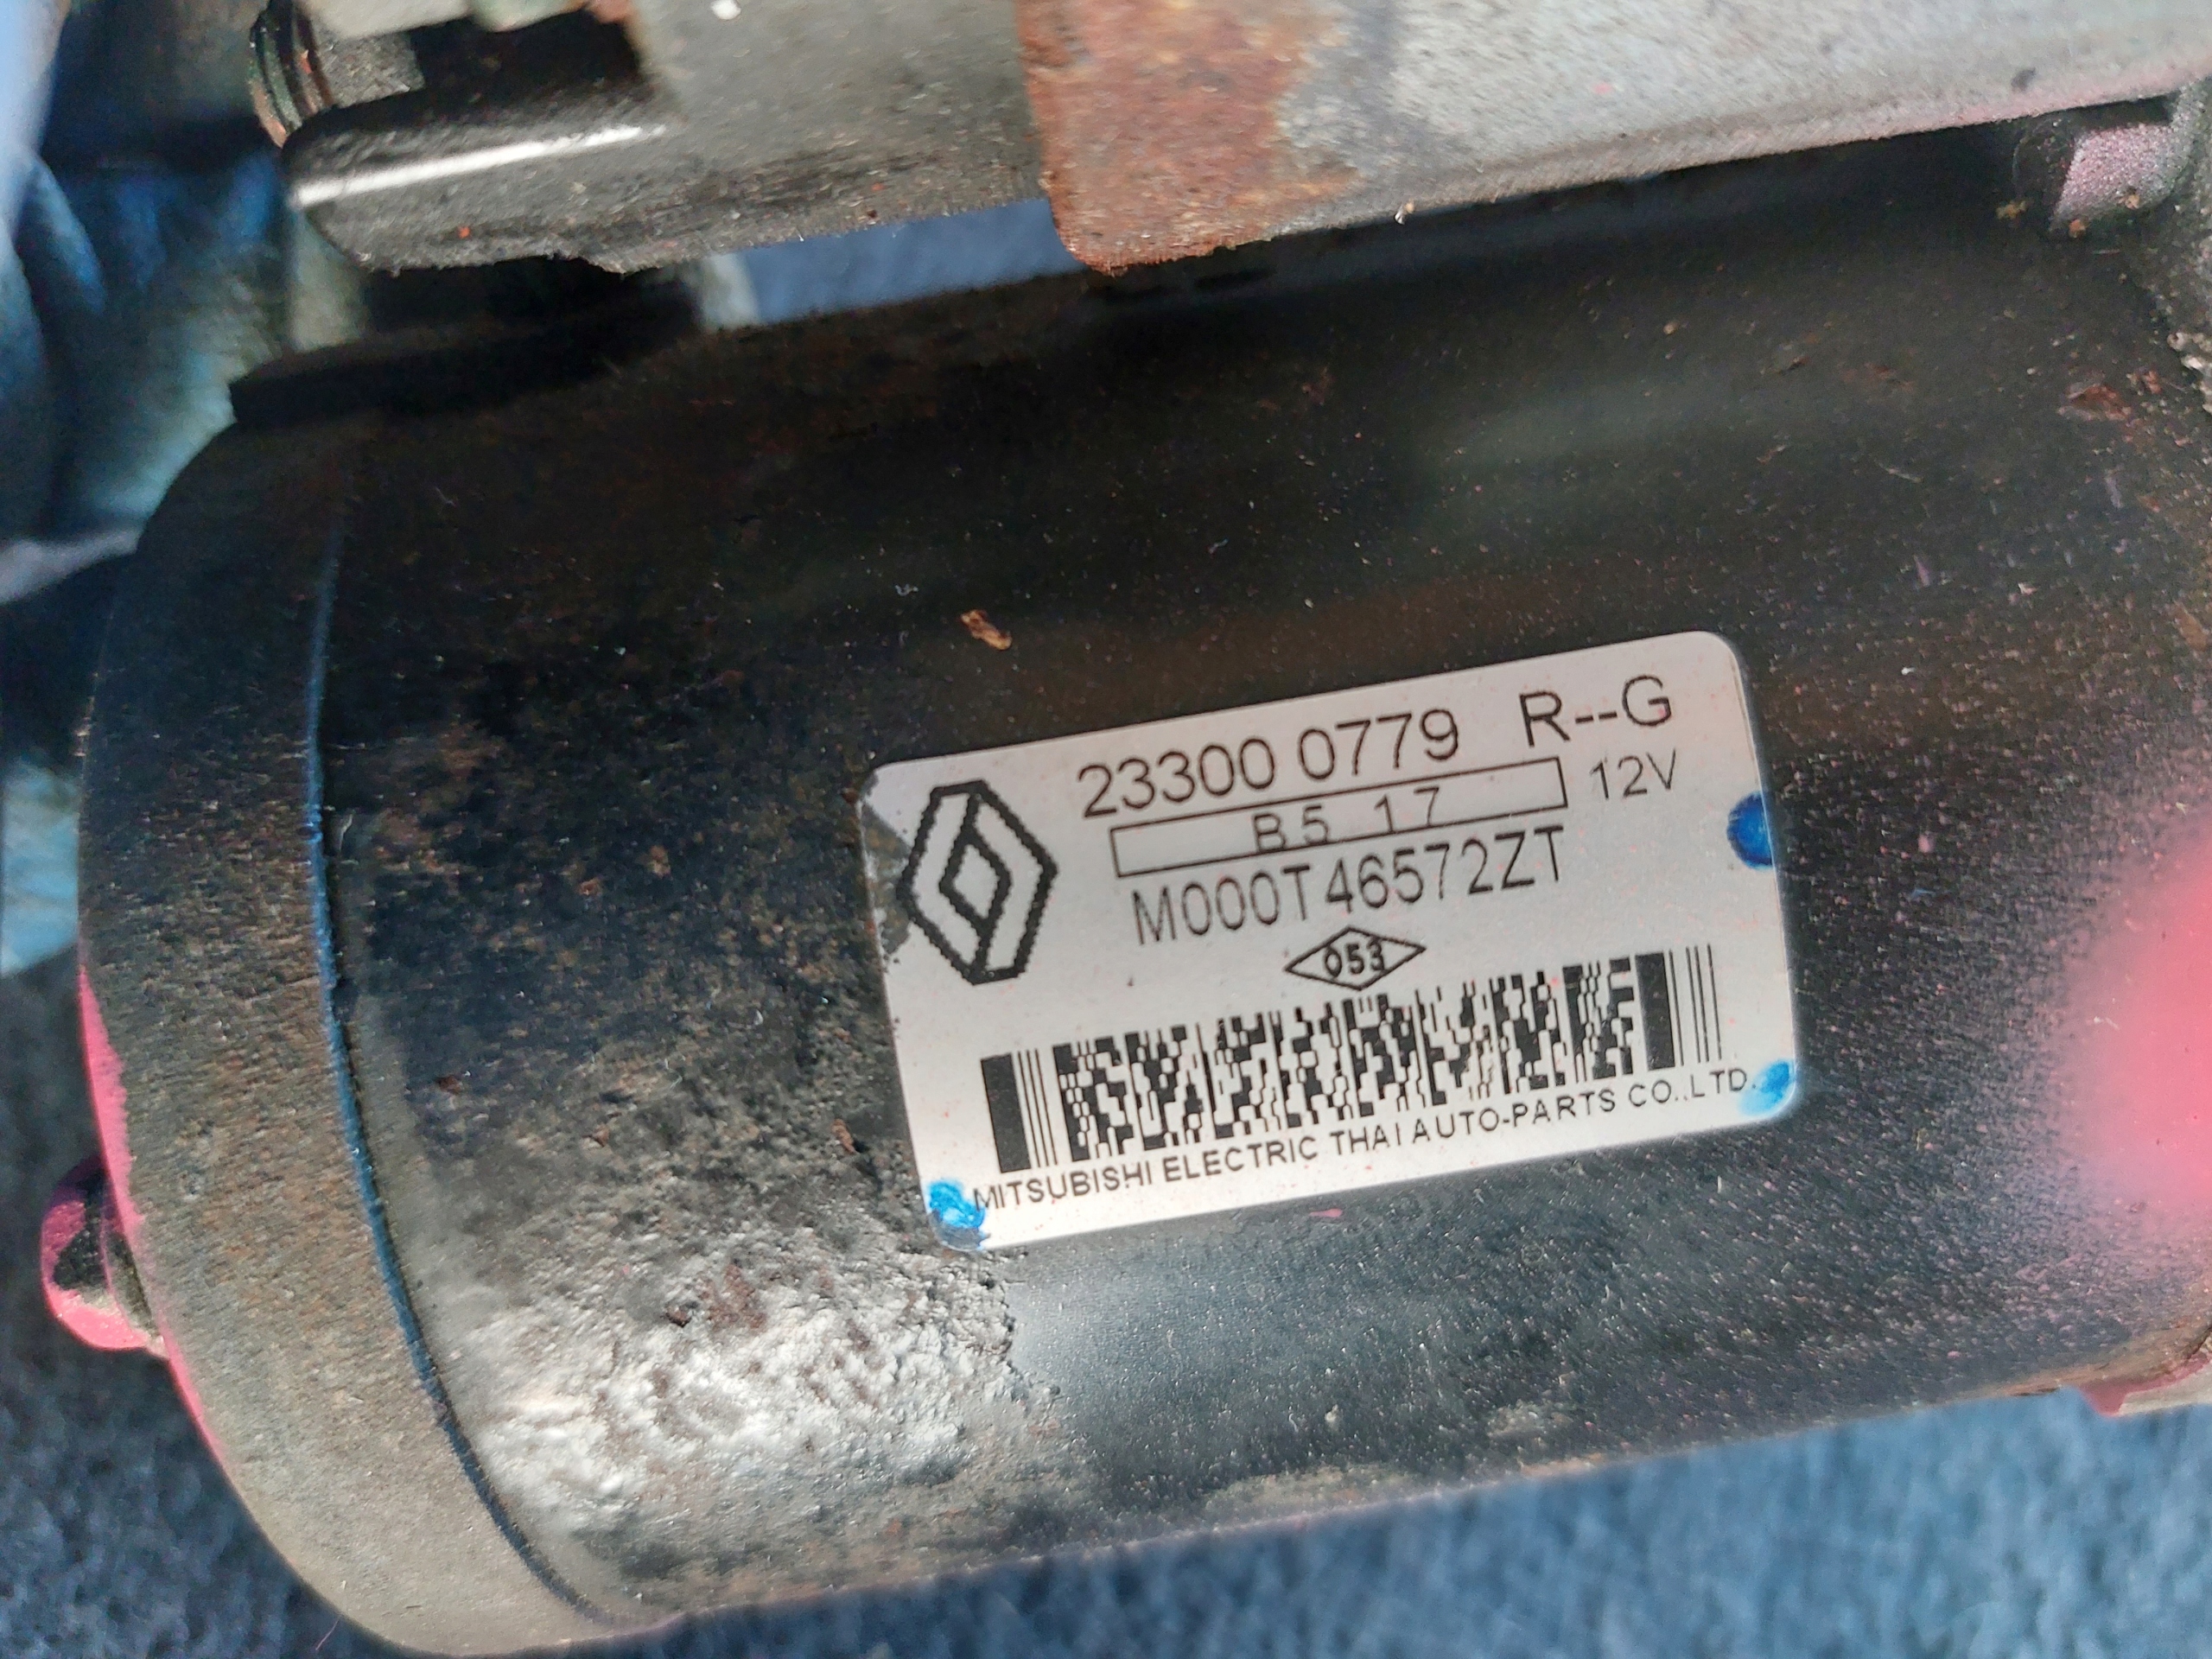 23300 0779 R--G
B5 17 12V
M000T46572ZT
053
MITSUBISHI ELECTRIC THAI AUTO-PARTS CO.,LTD.